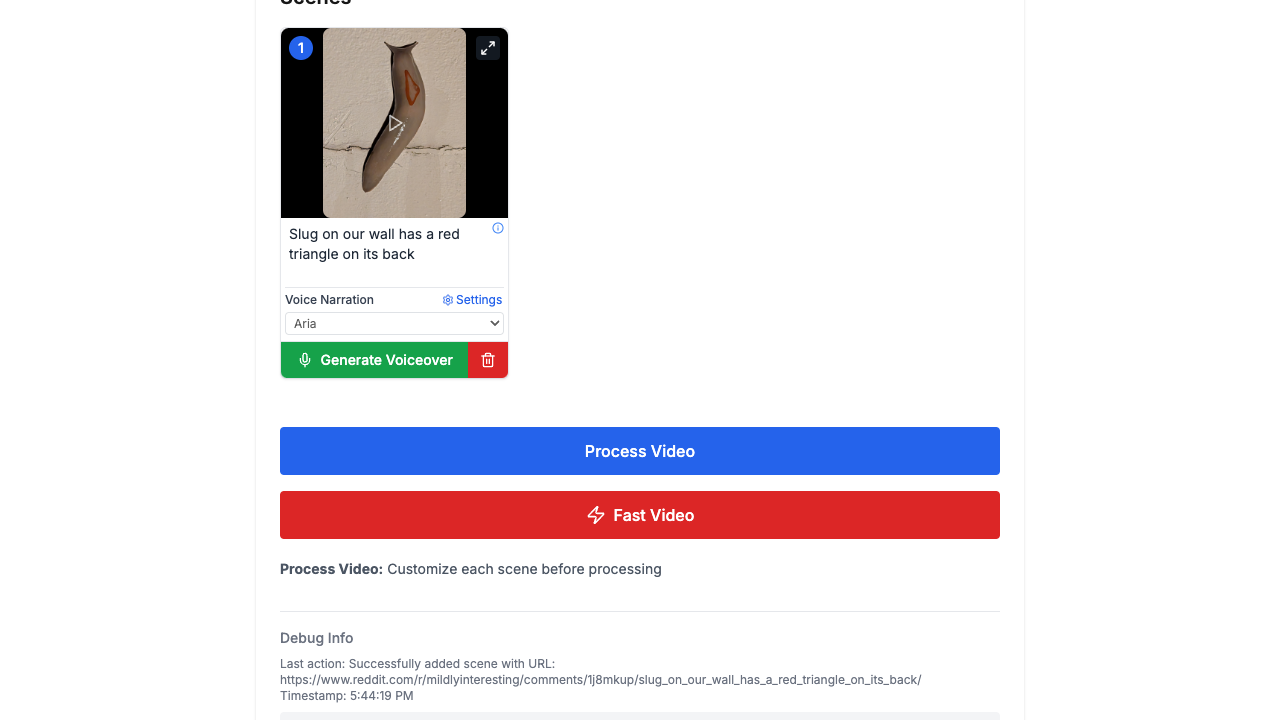 Scenes
1
Slug on our wall has a red
triangle on its back
Voice Narration
Settings
Aria
Generate Voiceover
Process Video
Fast Video
Process Video: Customize each scene before processing
Debug Info
Last action: Successfully added scene with URL:
https://www.reddit.com/r/mildlyinteresting/comments/1j8mkup/slug_on_our_wall_has_a_red_triangle_on_its_back/
Timestamp: 5:44:19 PM